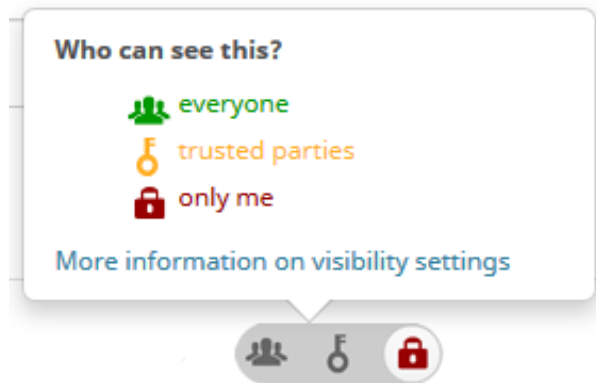 Who can see this?
everyone
trusted parties
only me
More information on visibility settings